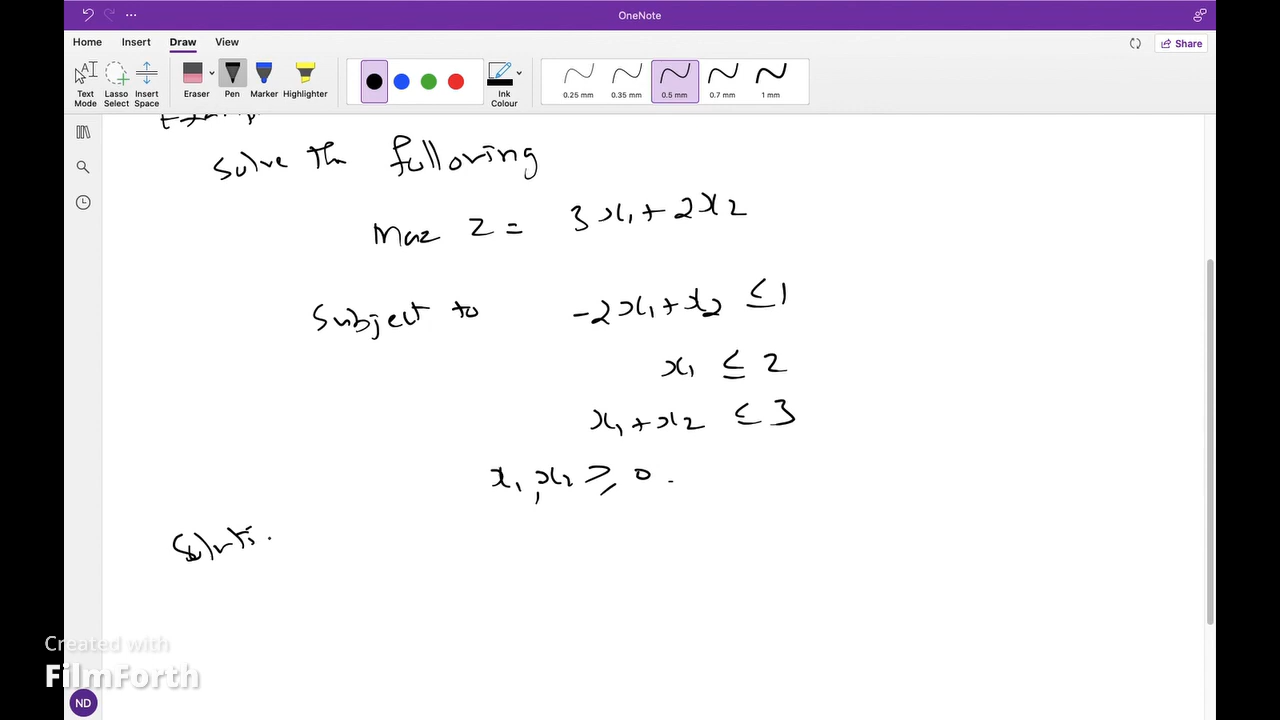 OneNote
Home Insert Draw View
Share
Text Mode Lasso Select Insert Space Eraser Pen Marker Highlighter Ink Colour 0.25 mm 0.35 mm 0.5 mm 0.7 mm 1 mm
Solve the following
Max Z = 3x₁ + 2x₂
Subject to -2x₁ + x₂ ≤ 1
x₁ ≤ 2
x₁ + x₂ ≤ 3
x₁, x₂ ≥ 0.
Created with
FilmForth
ND